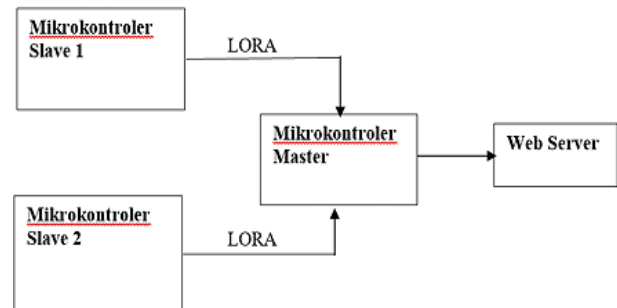 Mikrokontroler
Slave 1
LORA
Mikrokontroler
Master
Web Server
Mikrokontroler
Slave 2
LORA